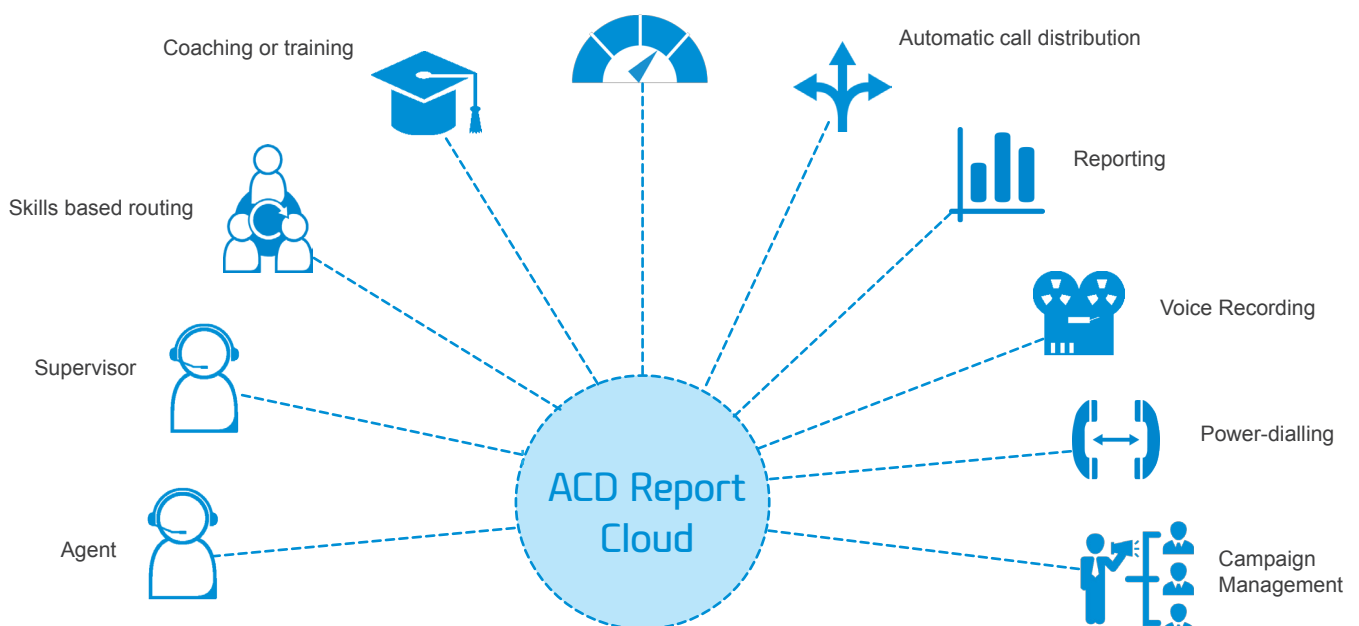 Coaching or training
Automatic call distribution
Reporting
Skills based routing
Voice Recording
Supervisor
Power-dialling
ACD Report
Cloud
Agent
Campaign
Management